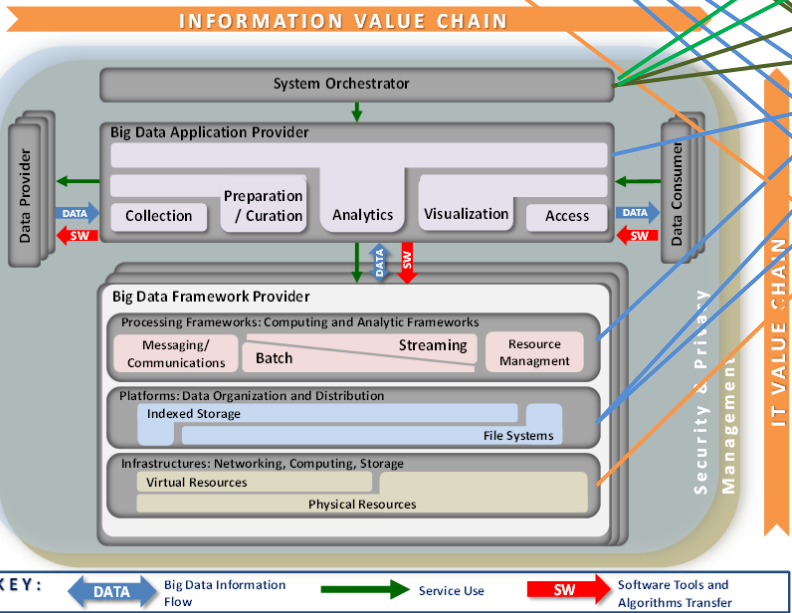 INFORMATION VALUE CHAIN
System Orchestrator
Big Data Application Provider
Data Provider
Data Consumer
Collection
Preparation
/ Curation
Analytics
Visualization
Access
DATA
SW
DATA
SW
DATA
SW
Big Data Framework Provider
Processing Frameworks: Computing and Analytic Frameworks
Messaging/
Communications
Streaming
Batch
Resource
Managment
Platforms: Data Organization and Distribution
Indexed Storage
File Systems
Infrastructures: Networking, Computing, Storage
Virtual Resources
Physical Resources
Security & Privacy
Management
IT VALUE CHAIN
KEY:
DATA
Big Data Information
Flow
Service Use
SW
Software Tools and
Algorithms Transfer